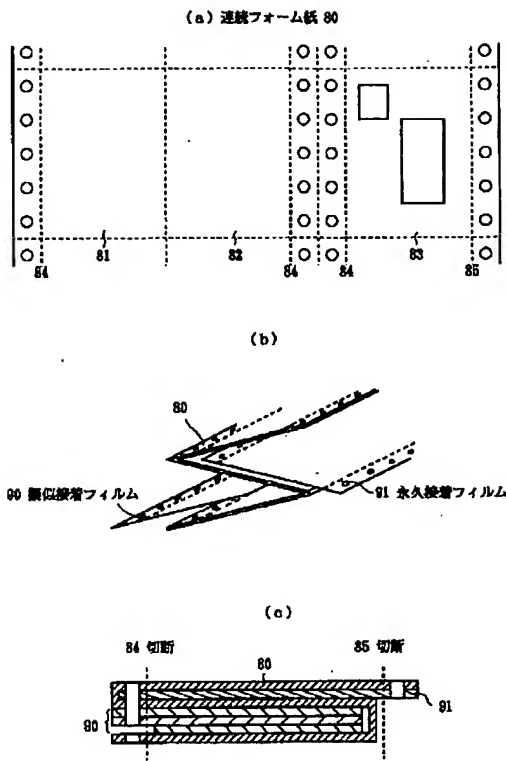 (a) 連続フォーム紙 80
81 82 83
84 84 84 85
(b)
80
90 類似接着フィルム
91 永久接着フィルム
(c)
84 切断 80 85 切断
90 91